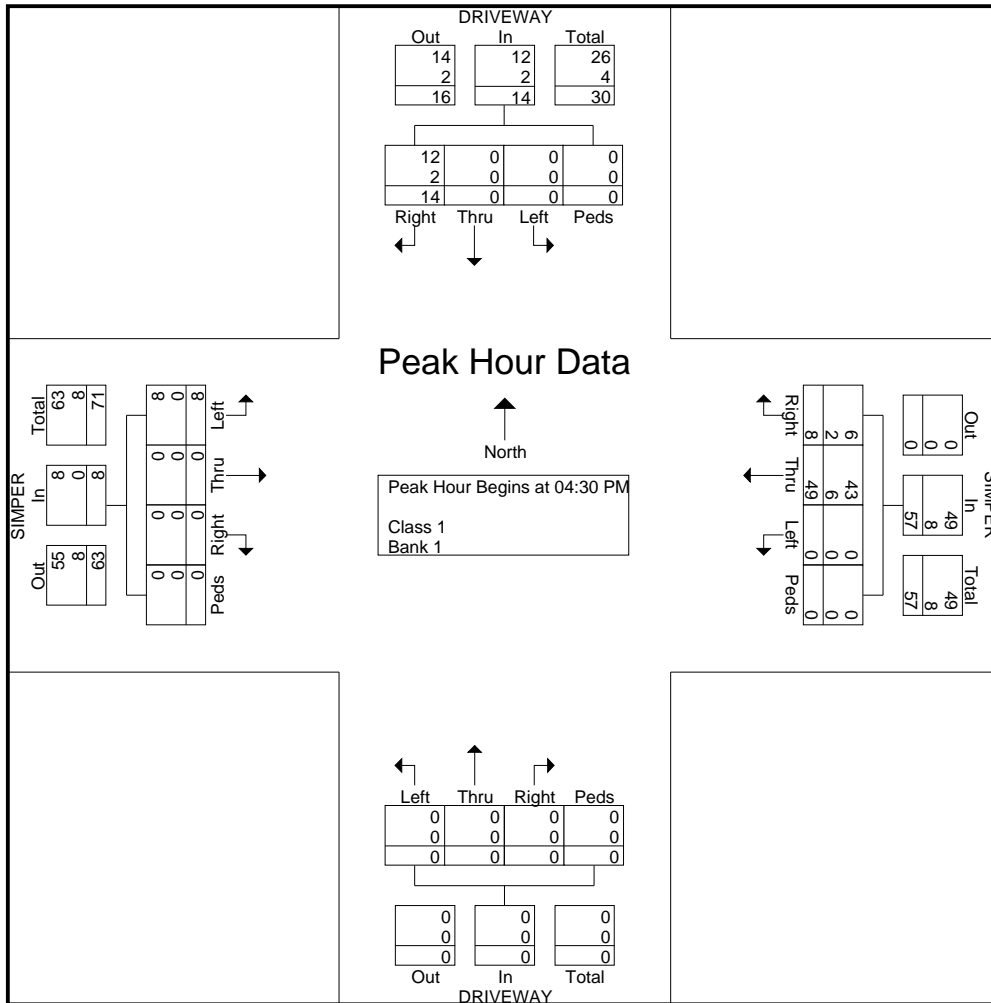 DRIVEWAY
Out In Total
14 12 26
2 2 4
16 14 30
12 0 0 0
2 0 0 0
14 0 0 0
Right Thru Left Peds
Peak Hour Data
North
Peak Hour Begins at 04:30 PM
Class 1
Bank 1
SIMPER
Out In Total
55 8 63
8 0 8
63 8 71
8 0 0 0
0 0 0 0
8 0 0 0
Left Thru Right Peds
Right Thru Left Peds
6 43 0 0
2 6 0 0
8 49 0 0
Out In Total
0 49 49
0 8 8
0 57 57
SIMPER
Left Thru Right Peds
0 0 0 0
0 0 0 0
0 0 0 0
0 0 0
0 0 0
0 0 0
Out In Total
DRIVEWAY